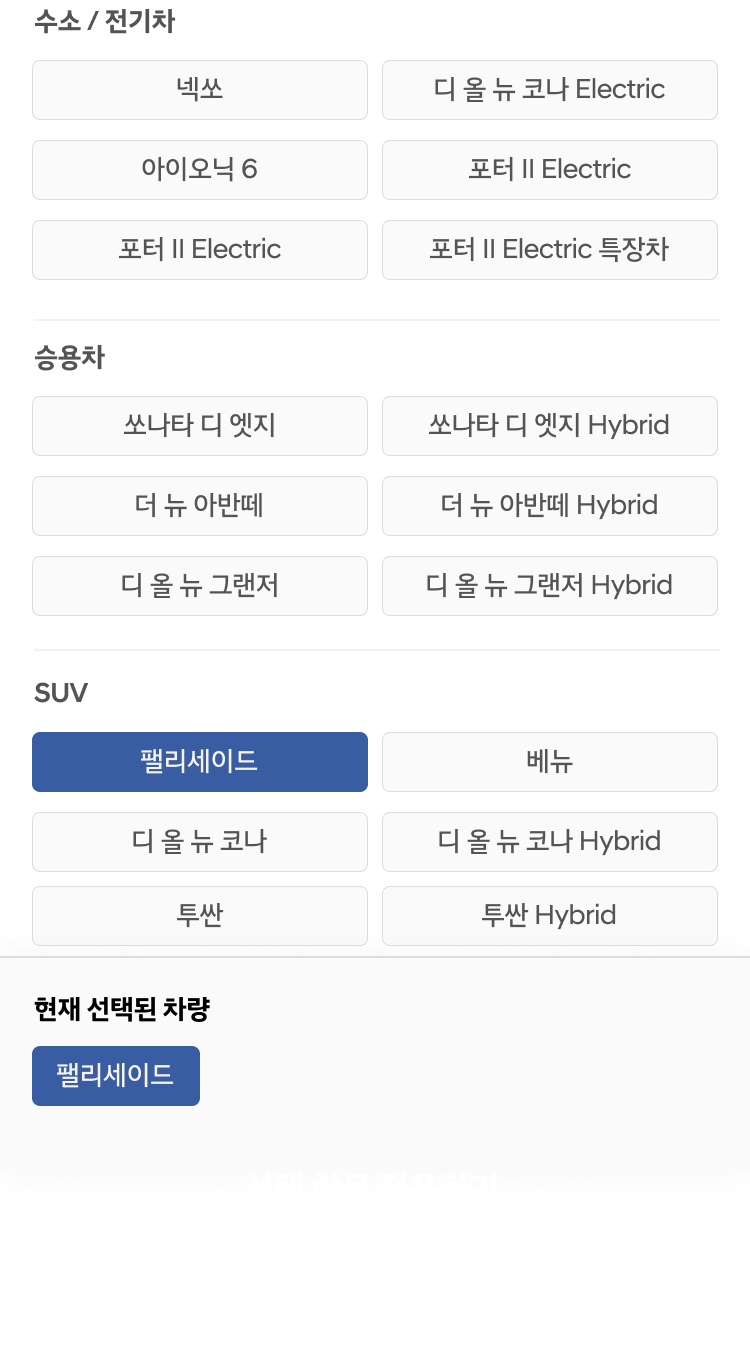 수소 / 전기차
넥쏘
디 올 뉴 코나 Electric
아이오닉 6
포터 II Electric
포터 II Electric
포터 II Electric 특장차
승용차
쏘나타 디 엣지
쏘나타 디 엣지 Hybrid
더 뉴 아반떼
더 뉴 아반떼 Hybrid
디 올 뉴 그랜저
디 올 뉴 그랜저 Hybrid
SUV
팰리세이드
베뉴
디 올 뉴 코나
디 올 뉴 코나 Hybrid
투싼
투싼 Hybrid
현재 선택된 차량
팰리세이드